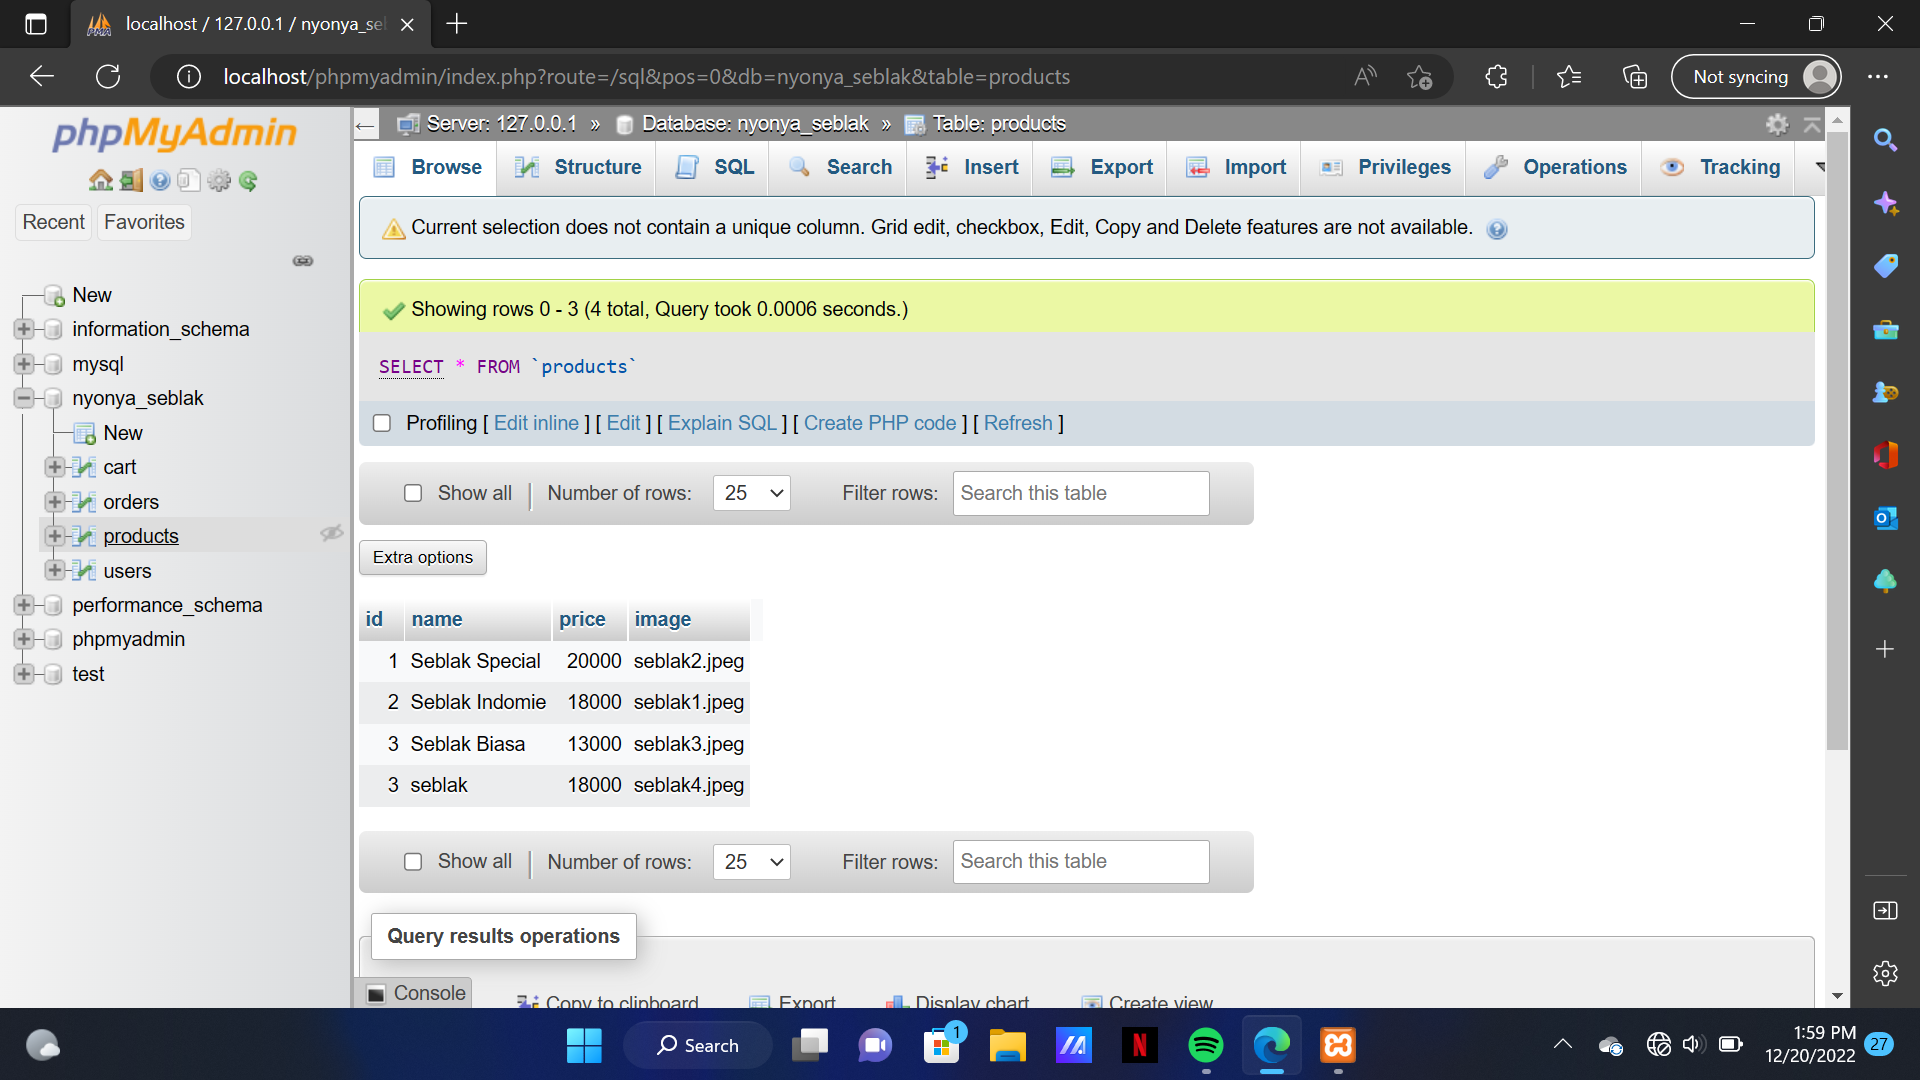 localhost / 127.0.0.1 / nyonya_se
localhost/phpmyadmin/index.php?route=/sql&pos=0&db=nyonya_seblak&table=products
Not syncing
phpMyAdmin
Recent
Favorites
New
information_schema
mysql
nyonya_seblak
New
cart
orders
products
users
performance_schema
phpmyadmin
test
Server: 127.0.0.1 » Database: nyonya_seblak » Table: products
Browse Structure SQL Search Insert Export Import Privileges Operations Tracking
Current selection does not contain a unique column. Grid edit, checkbox, Edit, Copy and Delete features are not available.
Showing rows 0 - 3 (4 total, Query took 0.0006 seconds.)
SELECT * FROM `products`
Profiling [ Edit inline ] [ Edit ] [ Explain SQL ] [ Create PHP code ] [ Refresh ]
Show all Number of rows: 25 Filter rows: Search this table
Extra options
id name price image
1 Seblak Special 20000 seblak2.jpeg
2 Seblak Indomie 18000 seblak1.jpeg
3 Seblak Biasa 13000 seblak3.jpeg
3 seblak 18000 seblak4.jpeg
Show all Number of rows: 25 Filter rows: Search this table
Query results operations
Console
Copy to clipboard Export Display chart Create view
Search
1
1:59 PM
12/20/2022
27